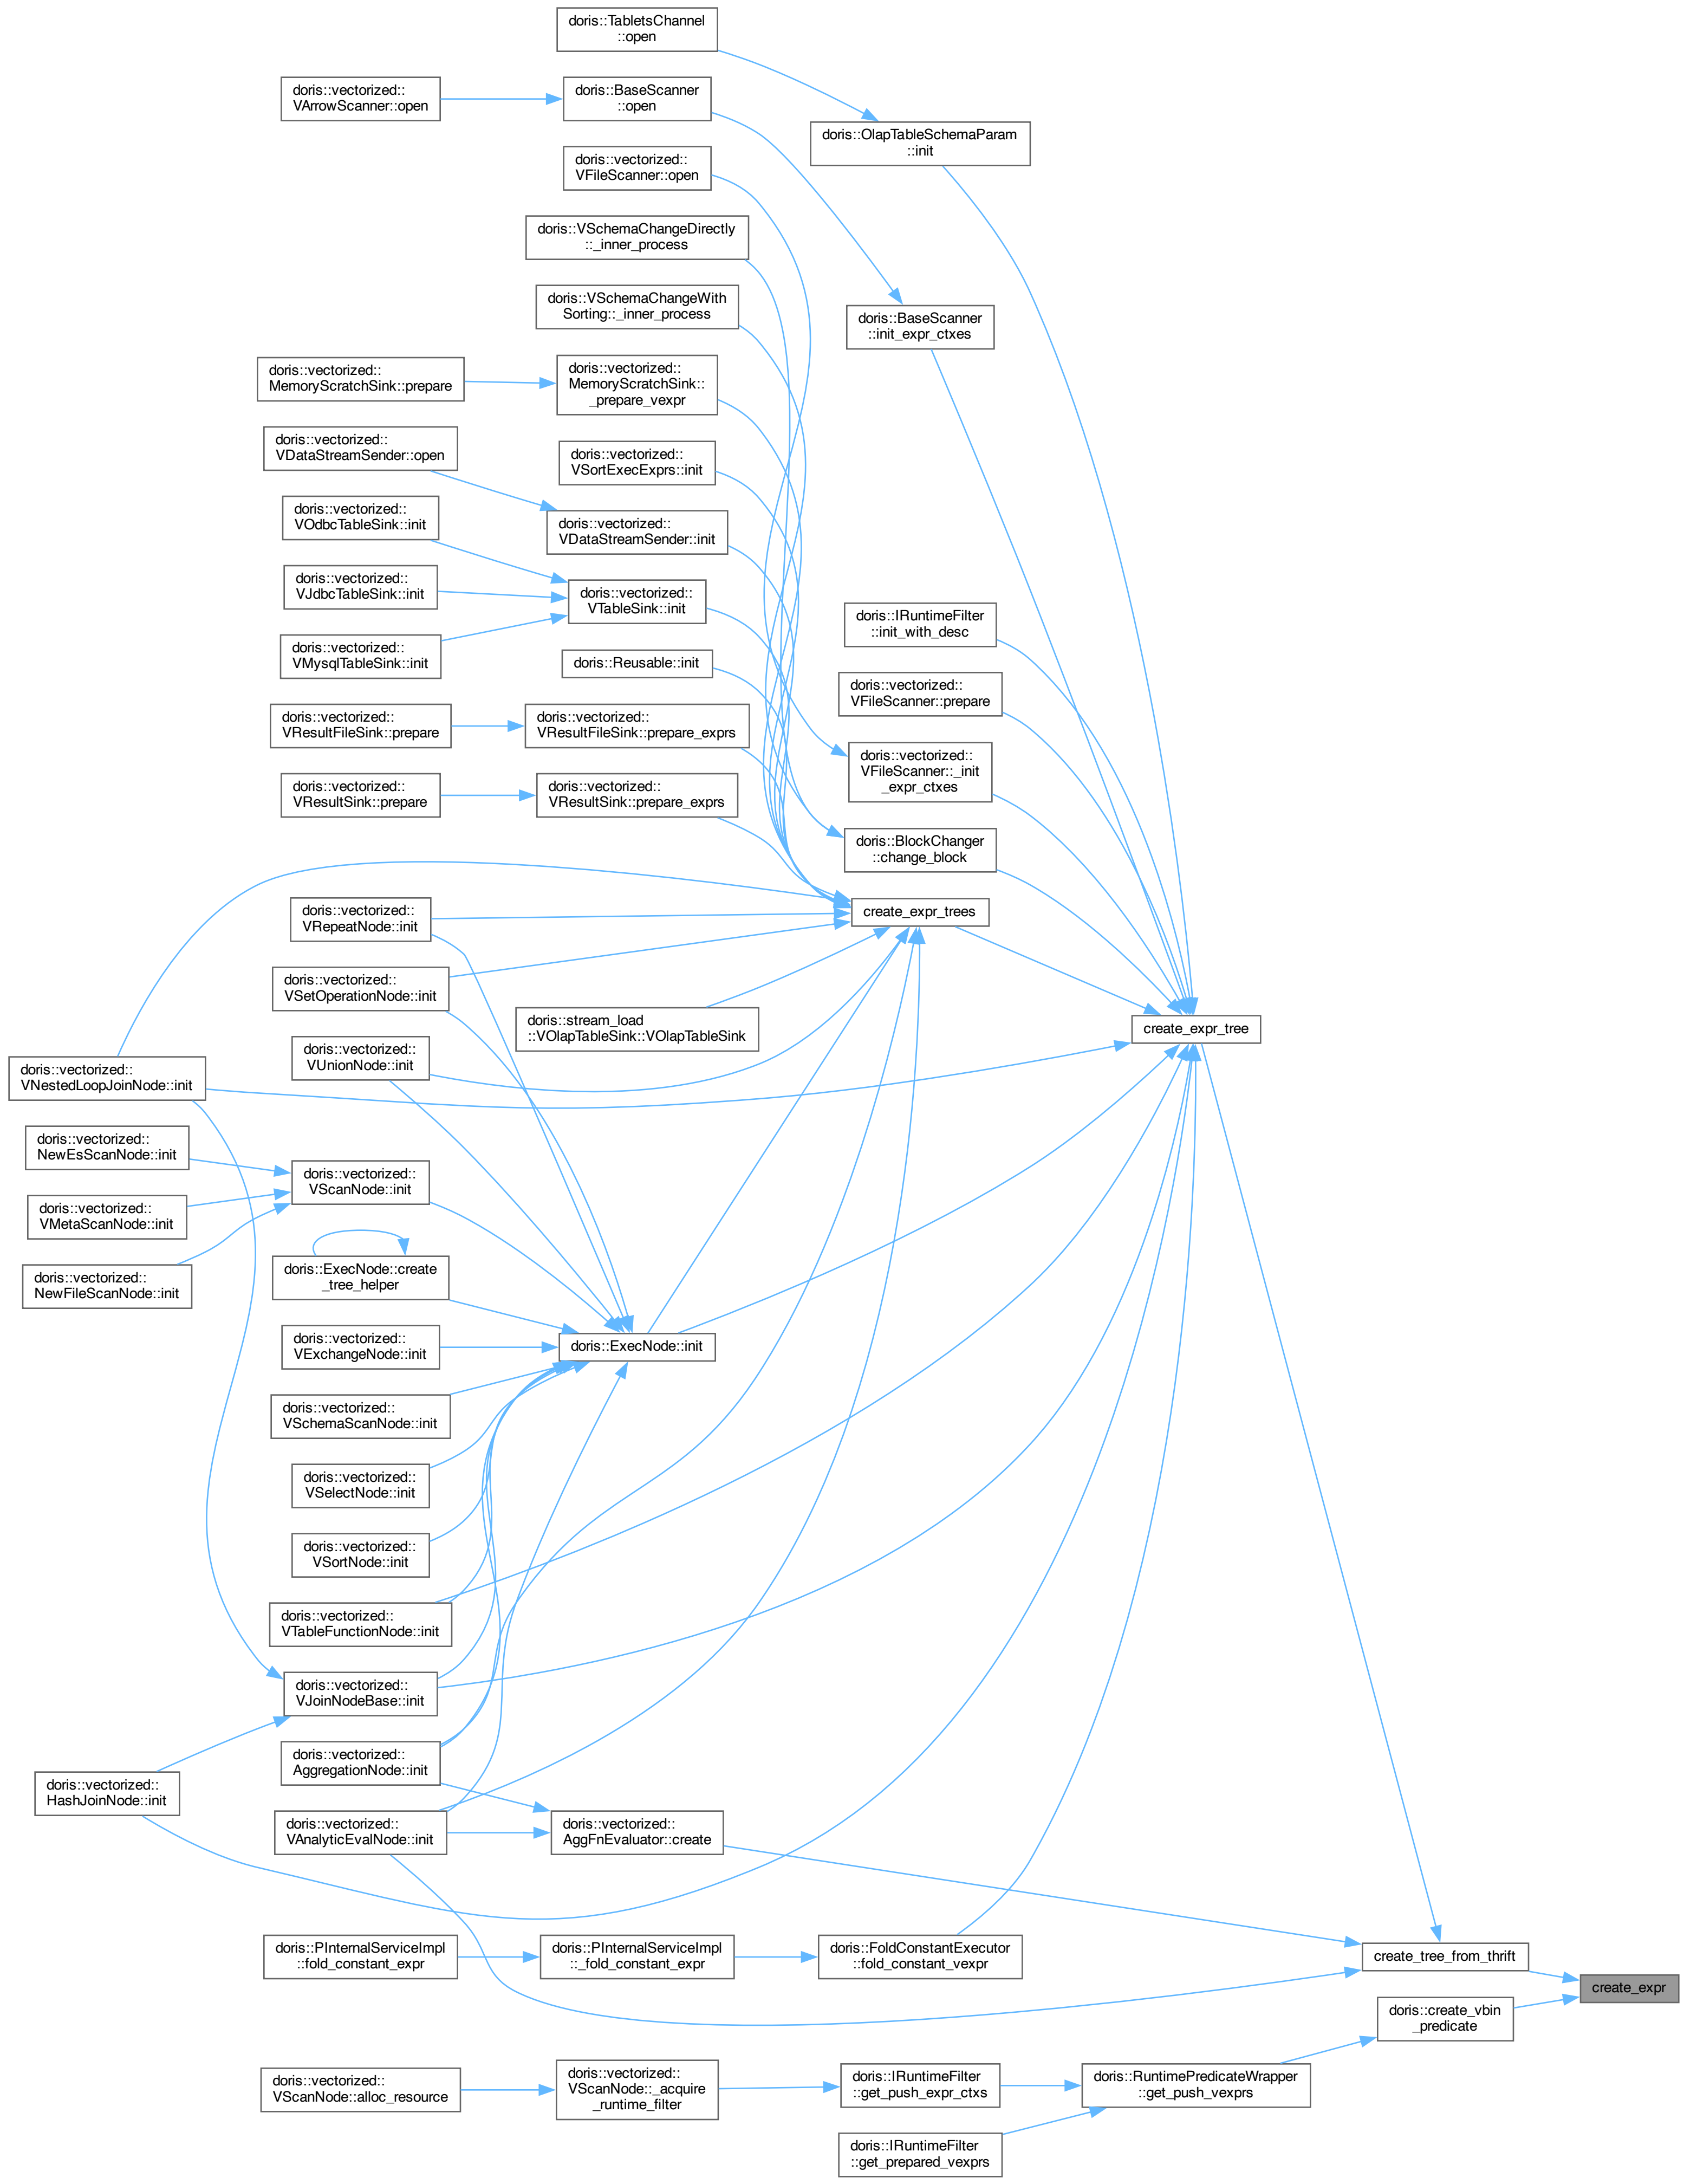 doris::TabletsChannel
::open
doris::vectorized::
VArrowScanner::open
doris::BaseScanner
::open
doris::OlapTableSchemaParam
::init
doris::vectorized::
VFileScanner::open
doris::VSchemaChangeDirectly
::_inner_process
doris::VSchemaChangeWith
Sorting::_inner_process
doris::BaseScanner
::init_expr_ctxes
doris::vectorized::
MemoryScratchSink::prepare
doris::vectorized::
MemoryScratchSink::
_prepare_vexpr
doris::vectorized::
VDataStreamSender::open
doris::vectorized::
VSortExecExprs::init
doris::vectorized::
VOdbcTableSink::init
doris::vectorized::
VDataStreamSender::init
doris::vectorized::
VJdbcTableSink::init
doris::vectorized::
VTableSink::init
doris::IRuntimeFilter
::init_with_desc
doris::vectorized::
VMysqlTableSink::init
doris::Reusable::init
doris::vectorized::
VFileScanner::prepare
doris::vectorized::
VResultFileSink::prepare
doris::vectorized::
VResultFileSink::prepare_exprs
doris::vectorized::
VFileScanner::_init
_expr_ctxes
doris::vectorized::
VResultSink::prepare
doris::vectorized::
VResultSink::prepare_exprs
doris::BlockChanger
::change_block
doris::vectorized::
VRepeatNode::init
create_expr_trees
doris::vectorized::
VSetOperationNode::init
doris::stream_load
::VOlapTableSink::VOlapTableSink
create_expr_tree
doris::vectorized::
VUnionNode::init
doris::vectorized::
VNestedLoopJoinNode::init
doris::vectorized::
NewEsScanNode::init
doris::vectorized::
VScanNode::init
doris::vectorized::
VMetaScanNode::init
doris::vectorized::
NewFileScanNode::init
doris::ExecNode::create
_tree_helper
doris::vectorized::
VExchangeNode::init
doris::ExecNode::init
doris::vectorized::
VSchemaScanNode::init
doris::vectorized::
VSelectNode::init
doris::vectorized::
VSortNode::init
doris::vectorized::
VTableFunctionNode::init
doris::vectorized::
VJoinNodeBase::init
doris::vectorized::
AggregationNode::init
doris::vectorized::
HashJoinNode::init
doris::vectorized::
VAnalyticEvalNode::init
doris::vectorized::
AggFnEvaluator::create
doris::PInternalServiceImpl
::fold_constant_expr
doris::PInternalServiceImpl
::_fold_constant_expr
doris::FoldConstantExecutor
::fold_constant_vexpr
create_tree_from_thrift
create_expr
doris::create_vbin
_predicate
doris::vectorized::
VScanNode::alloc_resource
doris::vectorized::
VScanNode::_acquire
_runtime_filter
doris::IRuntimeFilter
::get_push_expr_ctxs
doris::RuntimePredicateWrapper
::get_push_vexprs
doris::IRuntimeFilter
::get_prepared_vexprs